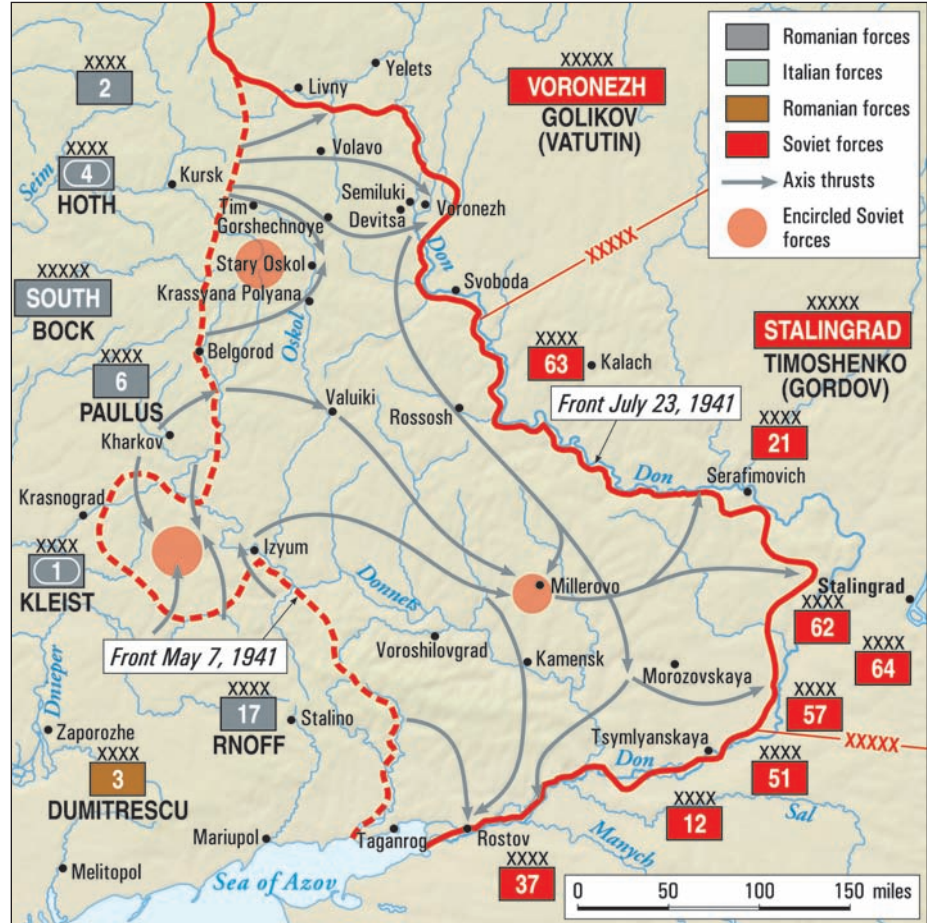 XXXX
2
XXXX
4
HOTH
XXXXX
SOUTH
BOCK
XXXX
6
PAULUS
XXXX
1
KLEIST
XXXX
17
RNOFF
XXXX
3
DUMITRESCU
XXXXX
VORONEZH
GOLIKOV
(VATUTIN)
XXXXX
STALINGRAD
TIMOSHENKO
(GORDOV)
XXXX
63
XXXX
21
XXXX
62
XXXX
64
XXXX
57
XXXX
51
XXXX
12
XXXX
37
XXXXX
XXXXX
Romanian forces
Italian forces
Romanian forces
Soviet forces
Axis thrusts
Encircled Soviet
forces
Livny
Yelets
Volavo
Kursk
Seim
Tim
Gorshechnoye
Semiluki
Devitsa
Voronezh
Don
Stary Oskol
Krassyana Polyana
Oskol
Svoboda
Belgorod
Kalach
Valuiki
Rossosh
Front July 23, 1941
Kharkov
Don
Serafimovich
Krasnograd
Izyum
Donnets
Millerovo
Stalingrad
Voroshilovgrad
Kamensk
Morozovskaya
Front May 7, 1941
Dnieper
Zaporozhe
Stalino
Tsymlyanskaya
Don
Sal
Manych
Mariupol
Taganrog
Rostov
Melitopol
Sea of Azov
0 50 100 150 miles